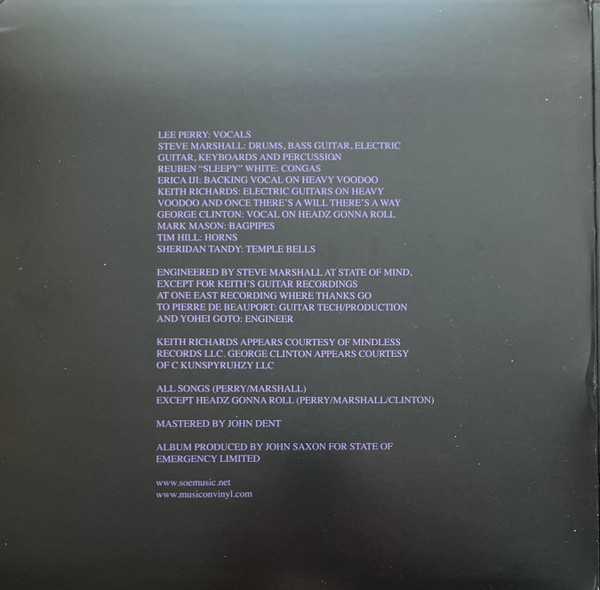 LEE PERRY: VOCALS
STEVE MARSHALL: DRUMS, BASS GUITAR, ELECTRIC
GUITAR, KEYBOARDS AND PERCUSSION
REUBEN “SLEEPY” WHITE: CONGAS
ERICA IJI: BACKING VOCAL ON HEAVY VOODOO
KEITH RICHARDS: ELECTRIC GUITARS ON HEAVY
VOODOO AND ONCE THERE'S A WILL THERE'S A WAY
GEORGE CLINTON: VOCAL ON HEADZ GONNA ROLL
MARK MASON: BAGPIPES
TIM HILL: HORNS
SHERIDAN TANDY: TEMPLE BELLS
ENGINEERED BY STEVE MARSHALL AT STATE OF MIND,
EXCEPT FOR KEITH'S GUITAR RECORDINGS
AT ONE EAST RECORDING WHERE THANKS GO
TO PIERRE DE BEAUPORT: GUITAR TECH/PRODUCTION
AND YOHEI GOTO: ENGINEER
KEITH RICHARDS APPEARS COURTESY OF MINDLESS
RECORDS LLC. GEORGE CLINTON APPEARS COURTESY
OF C KUNSPYRUHZY LLC
ALL SONGS (PERRY/MARSHALL)
EXCEPT HEADZ GONNA ROLL (PERRY/MARSHALL/CLINTON)
MASTERED BY JOHN DENT
ALBUM PRODUCED BY JOHN SAXON FOR STATE OF
EMERGENCY LIMITED
www.soemusic.net
www.musiconvinyl.com